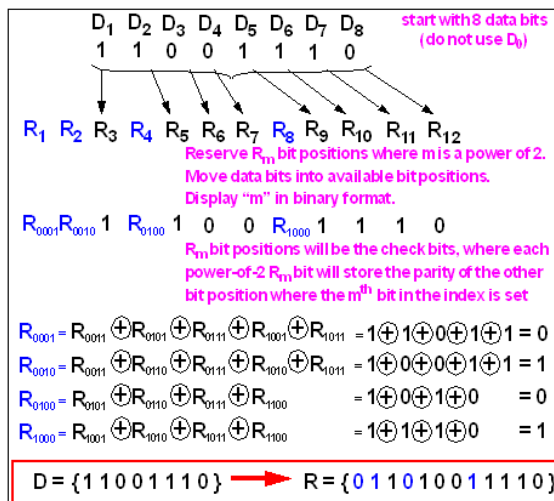 D₁ D₂ D₃ D₄ D₅ D₆ D₇ D₈ start with 8 data bits
1 1 0 0 1 1 1 0 (do not use D₀)
R₁ R₂ R₃ R₄ R₅ R₆ R₇ R₈ R₉ R₁₀ R₁₁ R₁₂
Reserve Rₘ bit positions where m is a power of 2.
Move data bits into available bit positions.
Display "m" in binary format.
R₀₀₀₁ R₀₀₁₀ 1 R₀₁₀₀ 1 0 0 R₁₀₀₀ 1 1 1 0
Rₘ bit positions will be the check bits, where each
power-of-2 Rₘ bit will store the parity of the other
bit position where the mᵗʰ bit in the index is set
R₀₀₀₁ = R₀₀₁₁ ⊕ R₀₁₀₁ ⊕ R₀₁₁₁ ⊕ R₁₀₀₁ ⊕ R₁₀₁₁ = 1⊕1⊕0⊕1⊕1 = 0
R₀₀₁₀ = R₀₀₁₁ ⊕ R₀₁₁₀ ⊕ R₀₁₁₁ ⊕ R₁₀₁₀ ⊕ R₁₀₁₁ = 1⊕0⊕0⊕1⊕1 = 1
R₀₁₀₀ = R₀₁₀₁ ⊕ R₀₁₁₀ ⊕ R₀₁₁₁ ⊕ R₁₁₀₀ = 1⊕0⊕1⊕0 = 0
R₁₀₀₀ = R₁₀₀₁ ⊕ R₁₀₁₀ ⊕ R₁₀₁₁ ⊕ R₁₁₀₀ = 1⊕1⊕1⊕0 = 1
D = {1 1 0 0 1 1 1 0} R = {0 1 1 0 1 0 0 1 1 1 1 0}